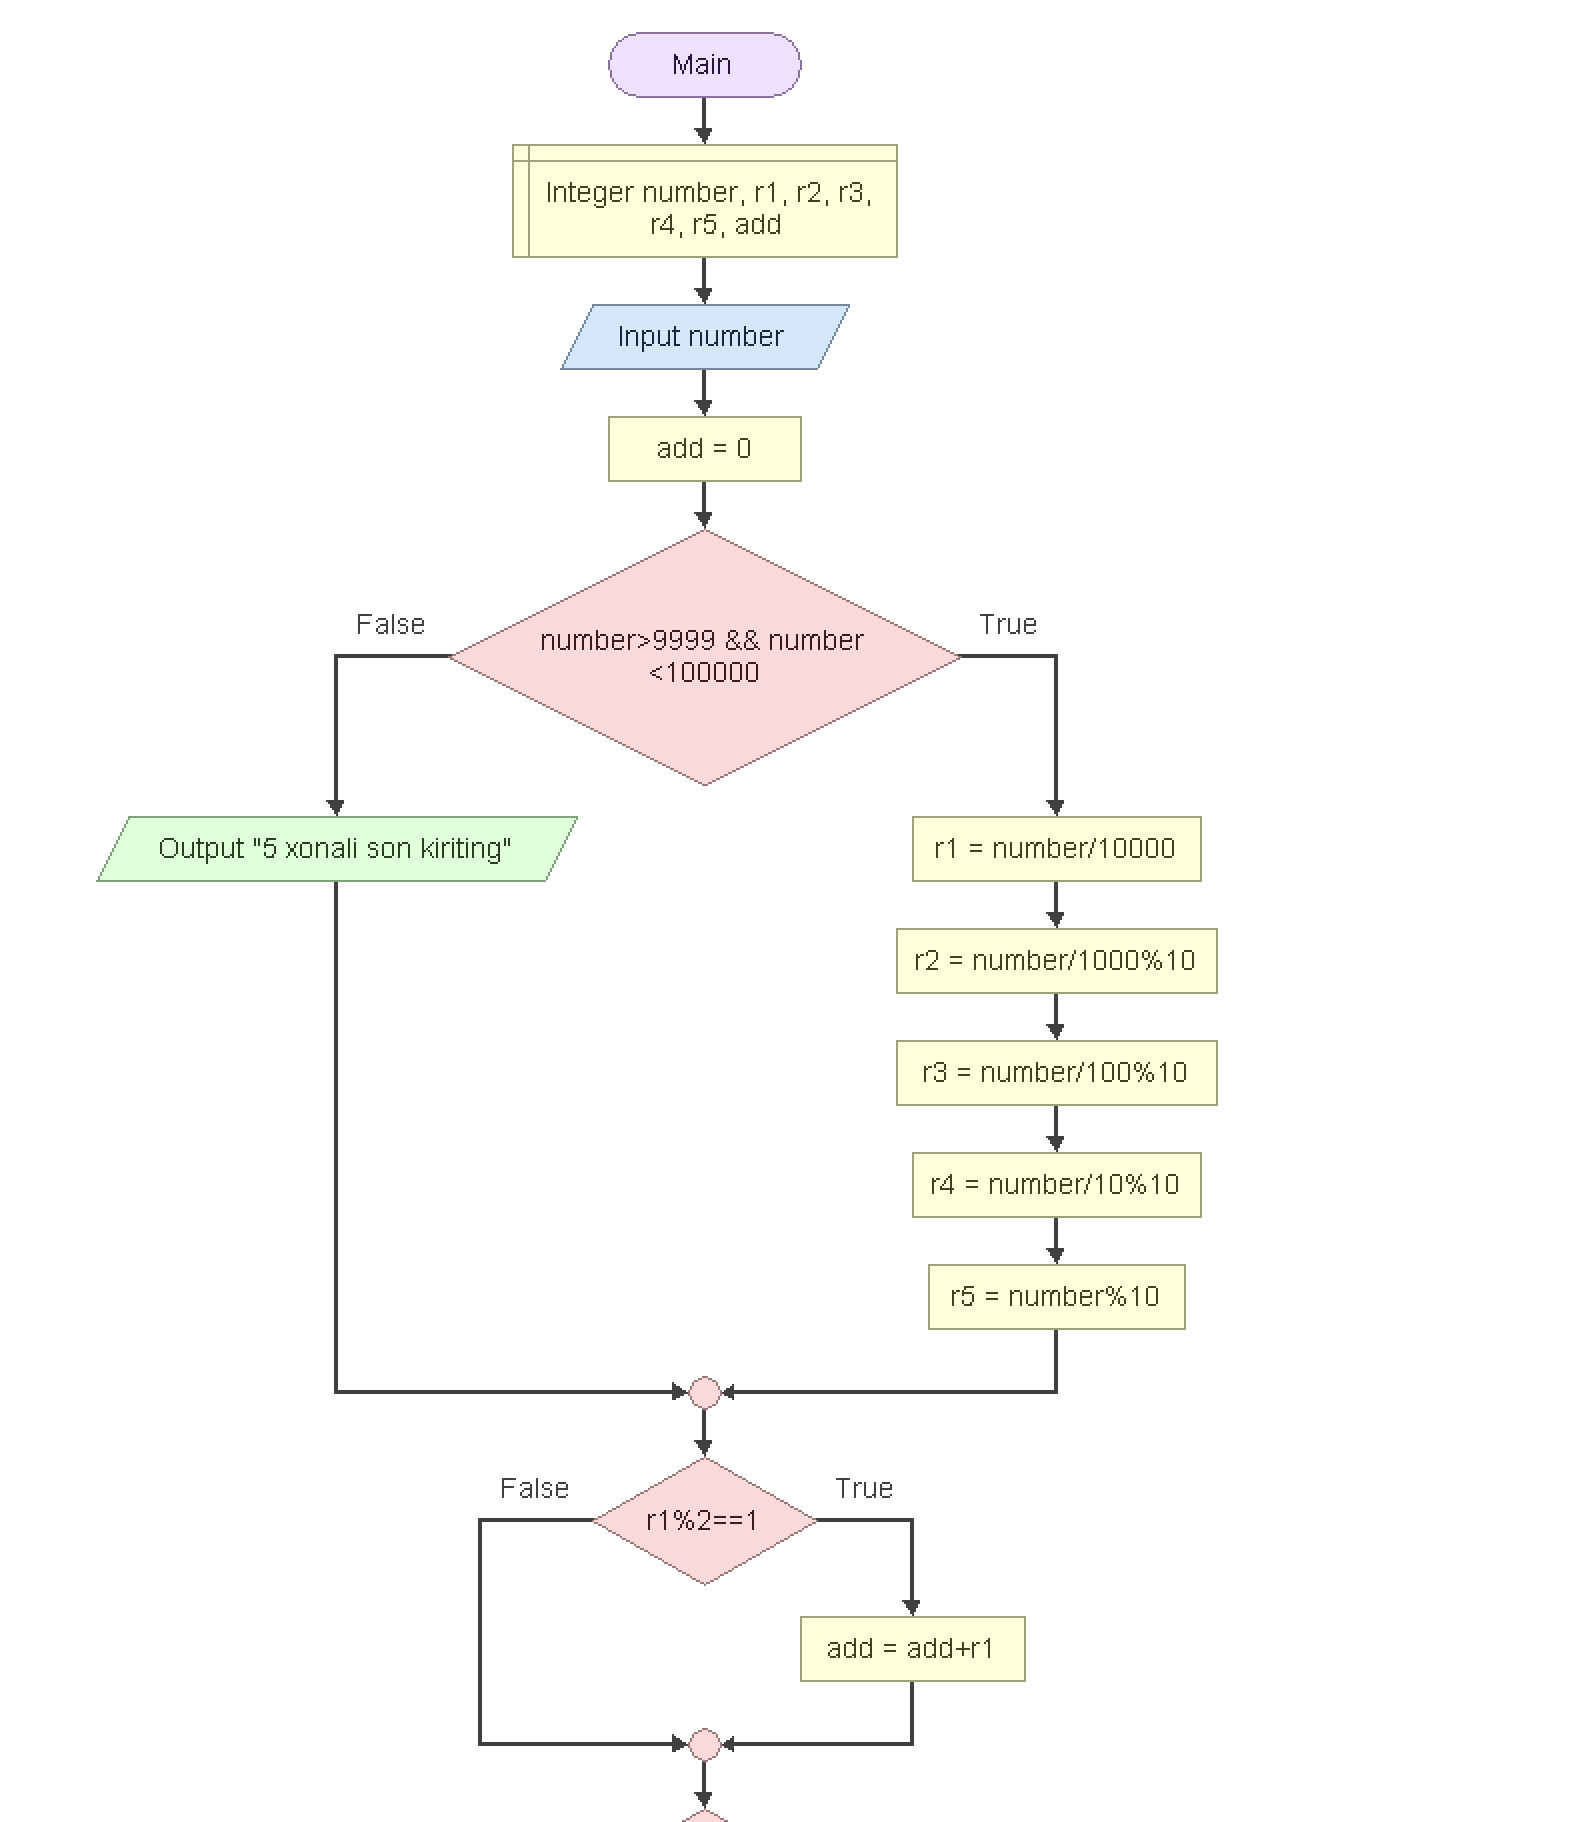 Main
Integer number, r1, r2, r3,
r4, r5, add
Input number
add = 0
False
True
number>9999 && number
<100000
Output "5 xonali son kiriting"
r1 = number/10000
r2 = number/1000%10
r3 = number/100%10
r4 = number/10%10
r5 = number%10
False
True
r1%2==1
add = add+r1